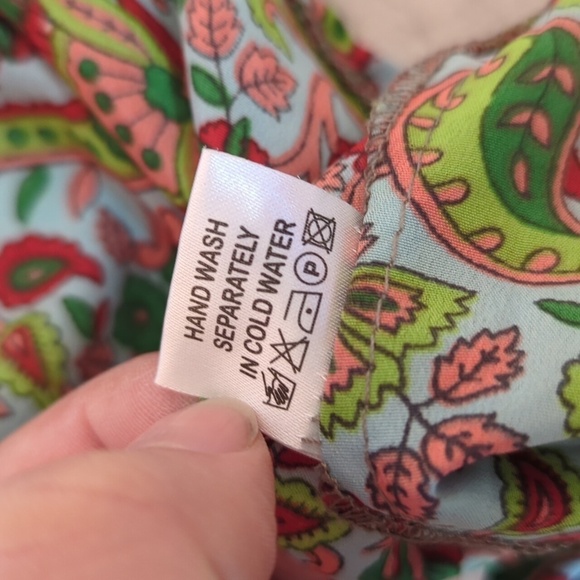 HAND WASH
SEPARATELY
IN COLD WATER
P